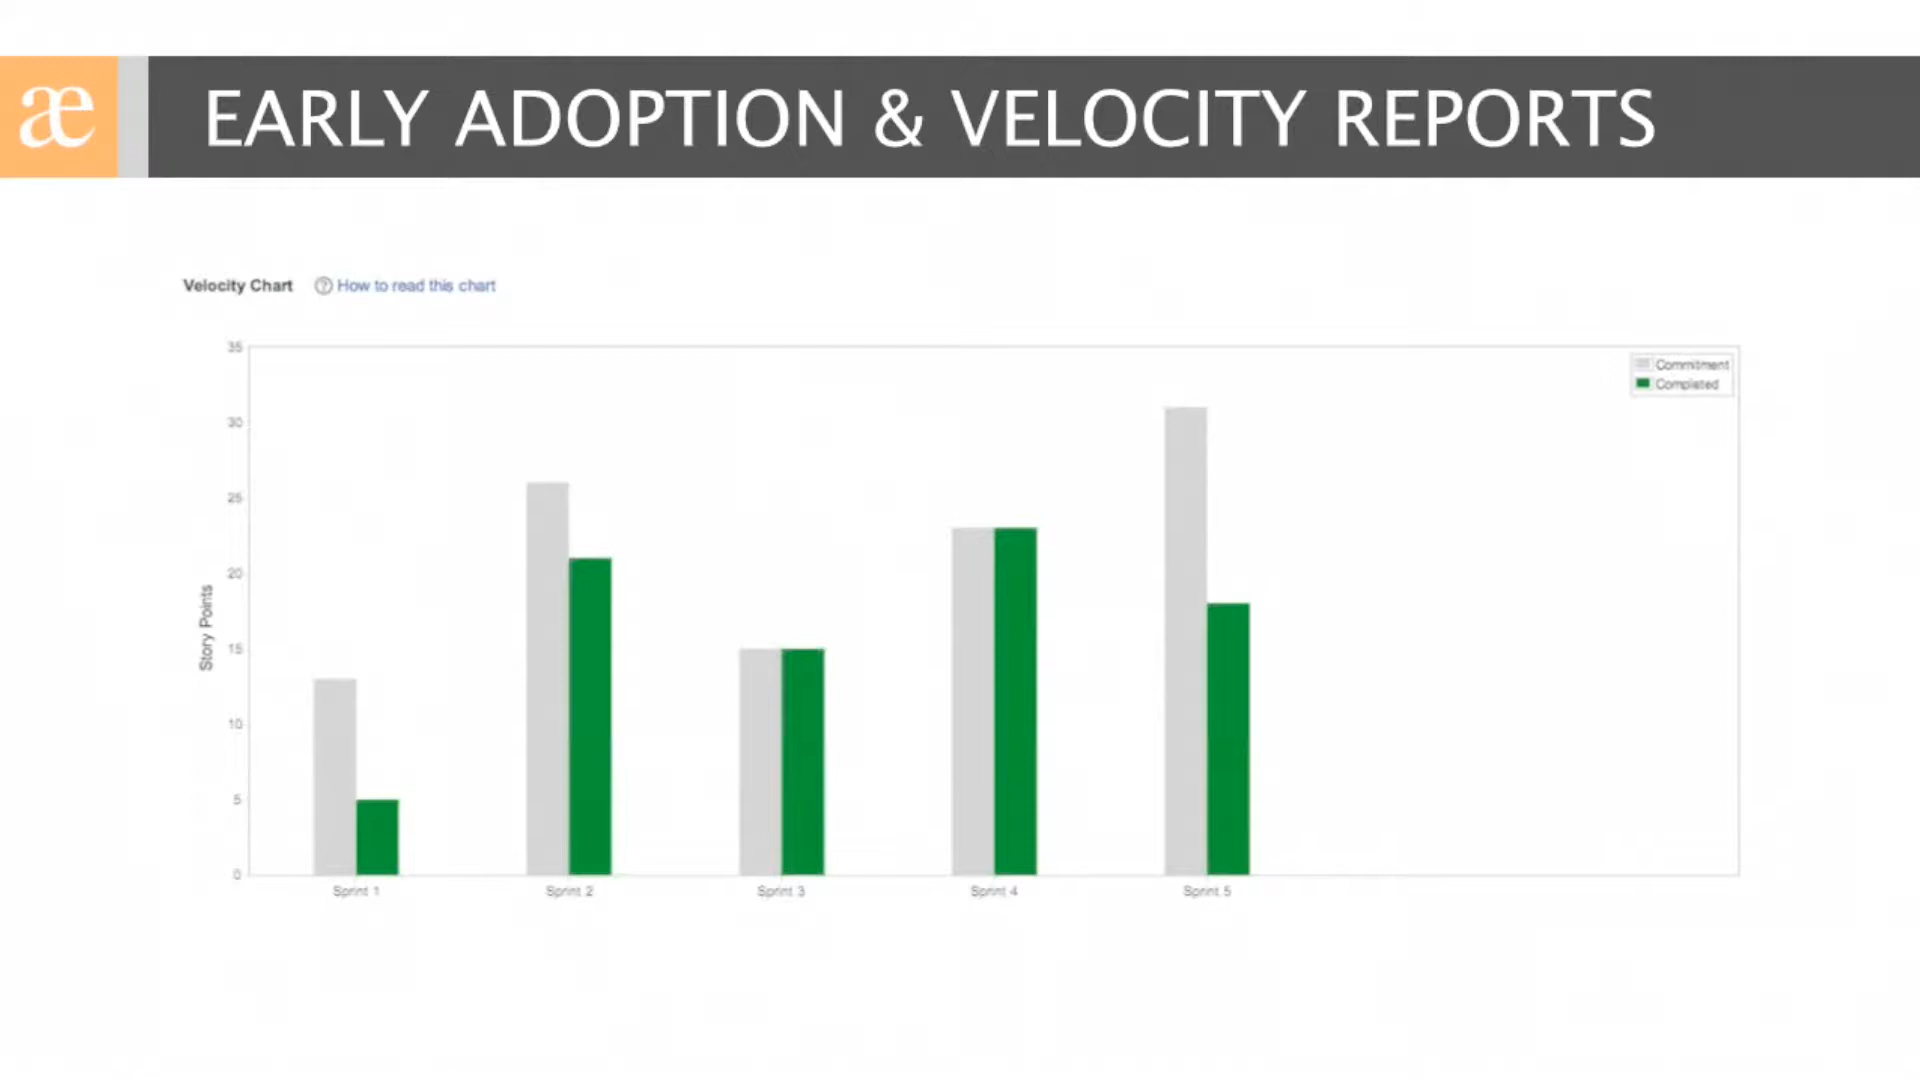 æ
EARLY ADOPTION & VELOCITY REPORTS
Velocity Chart ? How to read this chart
35
Commitment
Completed
30
25
20
Story Points
15
10
5
0
Sprint 1 Sprint 2 Sprint 3 Sprint 4 Sprint 5